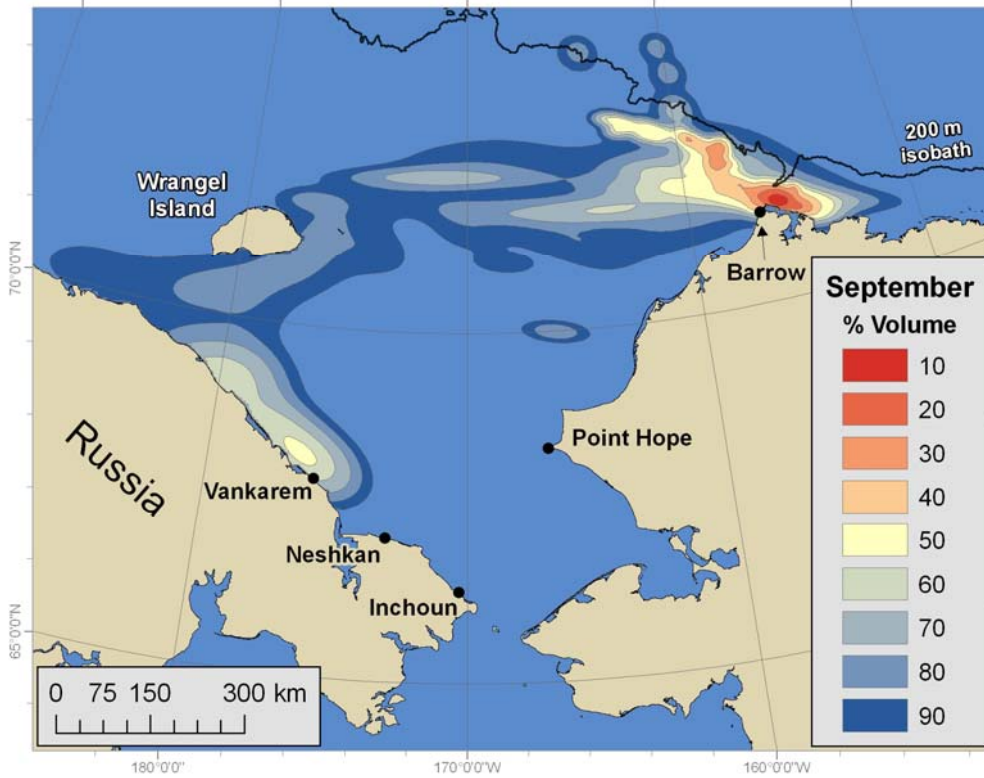 200 m
isobath
Wrangel
Island
70°0'0"N
Barrow
September
% Volume
10
20
30
40
50
60
70
80
90
Point Hope
Russia
Vankarem
Neshkan
Inchoun
65°0'0"N
0 75 150 300 km
180°0'0" 170°0'0"W 160°0'0"W